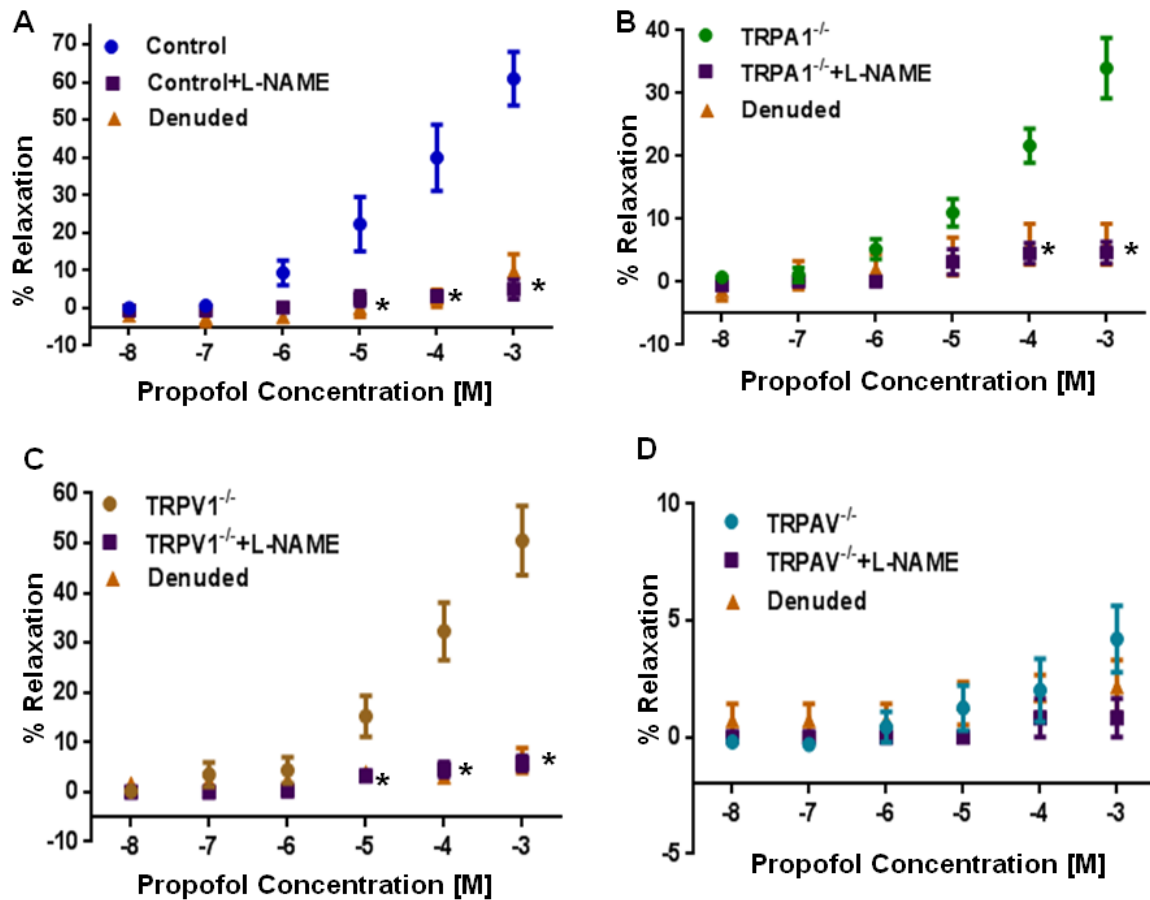 A
% Relaxation
70
60
50
40
30
20
10
0
-10
Control
Control+L-NAME
Denuded
* * *
-8 -7 -6 -5 -4 -3
Propofol Concentration [M]
B
% Relaxation
40
30
20
10
0
-10
TRPA1-/-
TRPA1-/-+L-NAME
Denuded
* *
-8 -7 -6 -5 -4 -3
Propofol Concentration [M]
C
% Relaxation
60
50
40
30
20
10
0
-10
TRPV1-/-
TRPV1-/-+L-NAME
Denuded
* * *
-8 -7 -6 -5 -4 -3
Propofol Concentration [M]
D
% Relaxation
10
5
0
-5
TRPAV-/-
TRPAV-/-+L-NAME
Denuded
-8 -7 -6 -5 -4 -3
Propofol Concentration [M]